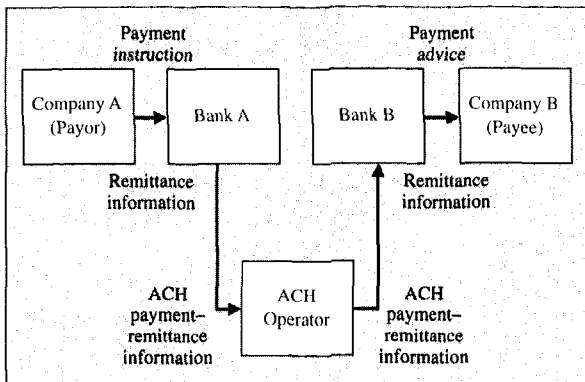 Payment
instruction
Payment
advice
Company A
(Payor)
Bank A
Bank B
Company B
(Payee)
Remittance
information
Remittance
information
ACH
payment–
remittance
information
ACH
Operator
ACH
payment–
remittance
information